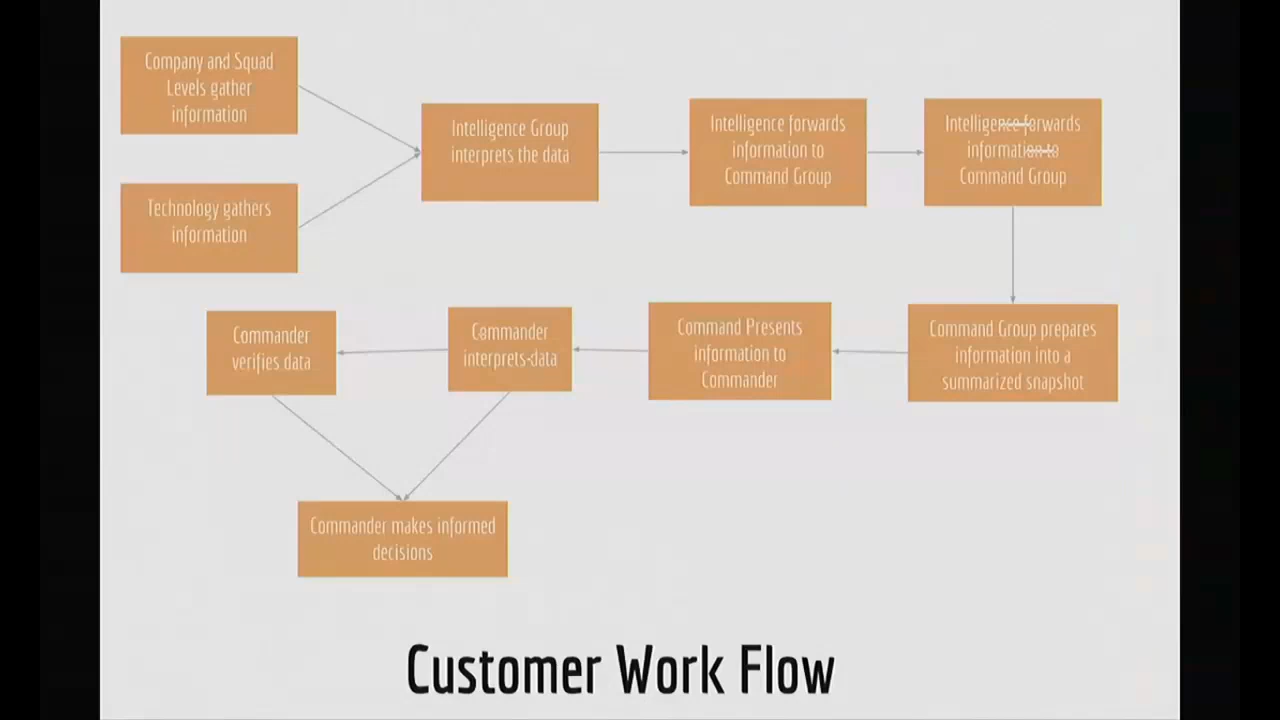 Company and Squad
Levels gather
information
Technology gathers
information
Intelligence Group
interprets the data
Intelligence forwards
information to
Command Group
Intelligence forwards
information to
Command Group
Command Group prepares
information into a
summarized snapshot
Command Presents
information to
Commander
Commander
interprets data
Commander
verifies data
Commander makes informed
decisions
Customer Work Flow